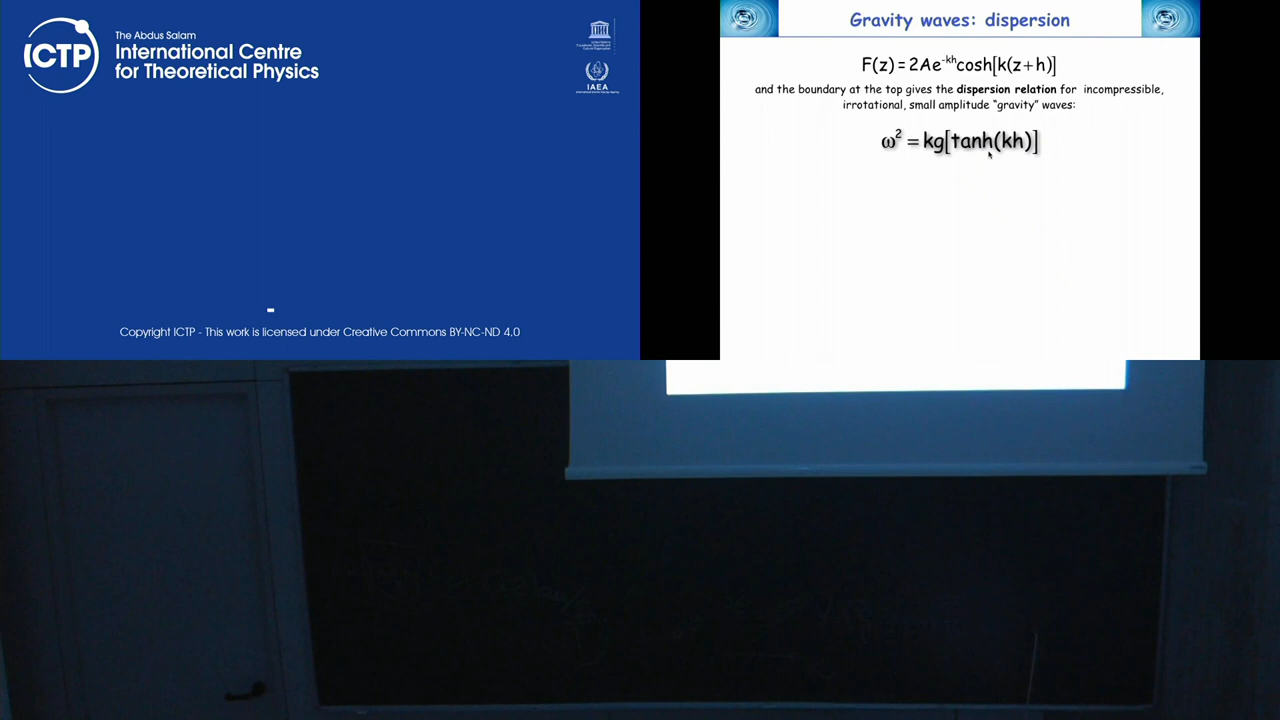 The Abdus Salam
International Centre
for Theoretical Physics
IAEA
Copyright ICTP - This work is licensed under Creative Commons BY-NC-ND 4.0
Gravity waves: dispersion
F(z) = 2Ae^-kh cosh[k(z+h)]
and the boundary at the top gives the dispersion relation for incompressible,
irrotational, small amplitude “gravity” waves:
ω² = kg[tanh(kh)]